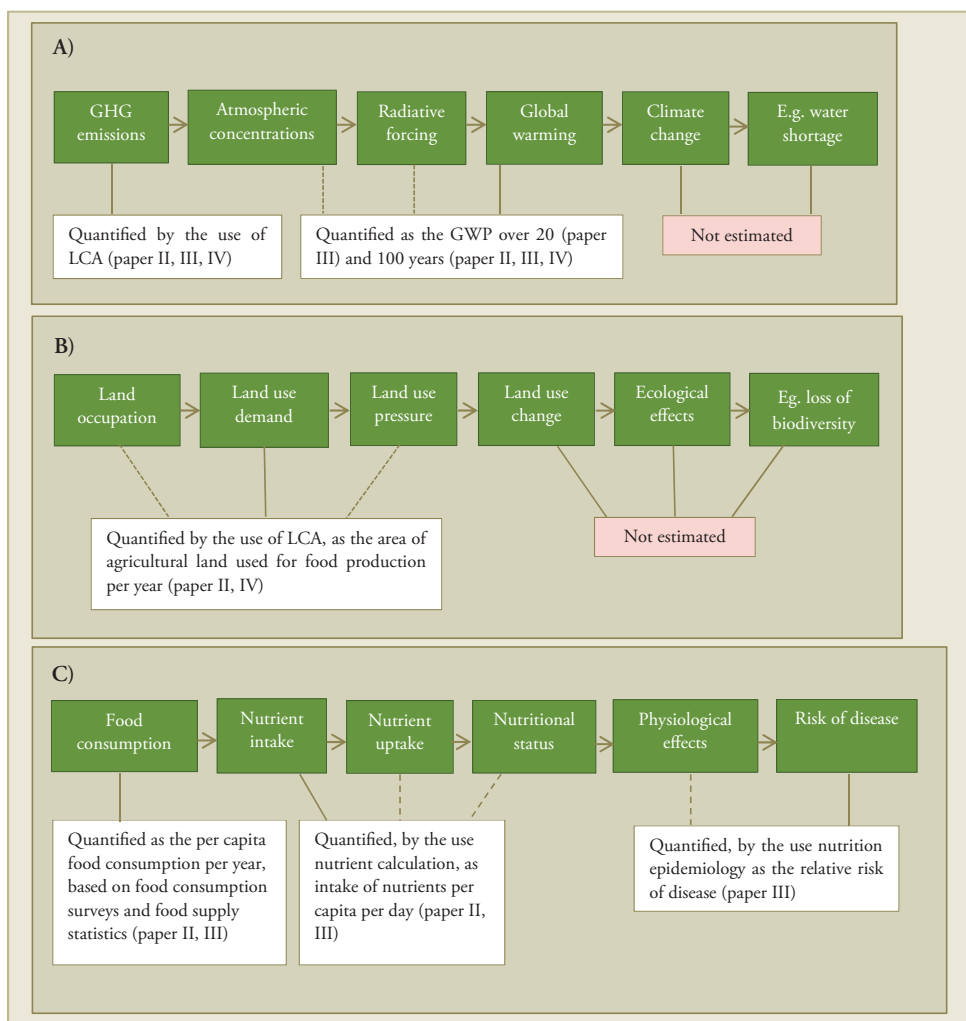 A)
GHG
emissions
Atmospheric
concentrations
Radiative
forcing
Global
warming
Climate
change
E.g. water
shortage
Quantified by the use of
LCA (paper II, III, IV)
Quantified as the GWP over 20 (paper
III) and 100 years (paper II, III, IV)
Not estimated
B)
Land
occupation
Land use
demand
Land use
pressure
Land use
change
Ecological
effects
Eg. loss of
biodiversity
Quantified by the use of LCA, as the area of
agricultural land used for food production
per year (paper II, IV)
Not estimated
C)
Food
consumption
Nutrient
intake
Nutrient
uptake
Nutritional
status
Physiological
effects
Risk of disease
Quantified as the per capita
food consumption per year,
based on food consumption
surveys and food supply
statistics (paper II, III)
Quantified, by the use
nutrient calculation, as
intake of nutrients per
capita per day (paper II,
III)
Quantified, by the use nutrition
epidemiology as the relative risk
of disease (paper III)